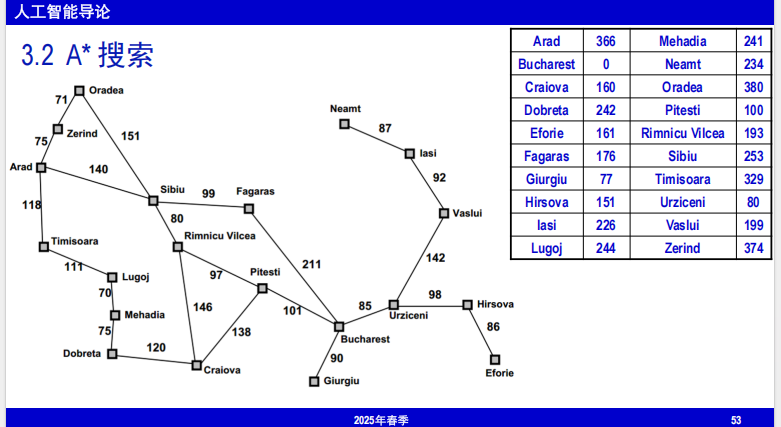 人工智能导论
3.2 A* 搜索
Arad 366 Mehadia 241
Bucharest 0 Neamt 234
Craiova 160 Oradea 380
Dobreta 242 Pitesti 100
Eforie 161 Rimnicu Vilcea 193
Fagaras 176 Sibiu 253
Giurgiu 77 Timisoara 329
Hirsova 151 Urziceni 80
Iasi 226 Vaslui 199
Lugoj 244 Zerind 374
Oradea
71
Zerind
75
151
Arad
140
118
Sibiu
99
Fagaras
80
Rimnicu Vilcea
Timisoara
111
Lugoj
70
Mehadia
75
Dobreta
120
Craiova
146
97
Pitesti
138
101
211
Bucharest
90
Giurgiu
85
Urziceni
98
Hirsova
86
Eforie
142
Vaslui
92
Iasi
87
Neamt
2025年春季
53